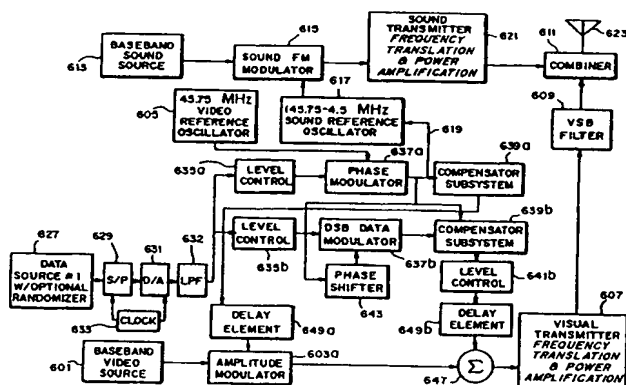 615
BASEBAND
SOUND
SOURCE
615
SOUND FM
MODULATOR
SOUND
TRANSMITTER
FREQUENCY
TRANSLATION
& POWER
AMPLIFICATION
621
611
COMBINER
623
605
45.75 MHz
VIDEO
REFERENCE
OSCILLATOR
617
(45.75-4.5 MHz
SOUND REFERENCE
OSCILLATOR
619
609
VSB
FILTER
635a
LEVEL
CONTROL
637a
PHASE
MODULATOR
639a
COMPENSATOR
SUBSYSTEM
627
DATA
SOURCE #1
W/OPTIONAL
RANDOMIZER
629
S/P
631
D/A
632
LPF
633
CLOCK
LEVEL
CONTROL
635b
DSB DATA
MODULATOR
637b
PHASE
SHIFTER
643
639b
COMPENSATOR
SUBSYSTEM
LEVEL
CONTROL
641b
DELAY
ELEMENT
649a
DELAY
ELEMENT
649b
607
VISUAL
TRANSMITTER
FREQUENCY
TRANSLATION
& POWER
AMPLIFICATION
601
BASEBAND
VIDEO
SOURCE
603a
AMPLITUDE
MODULATOR
Σ
647